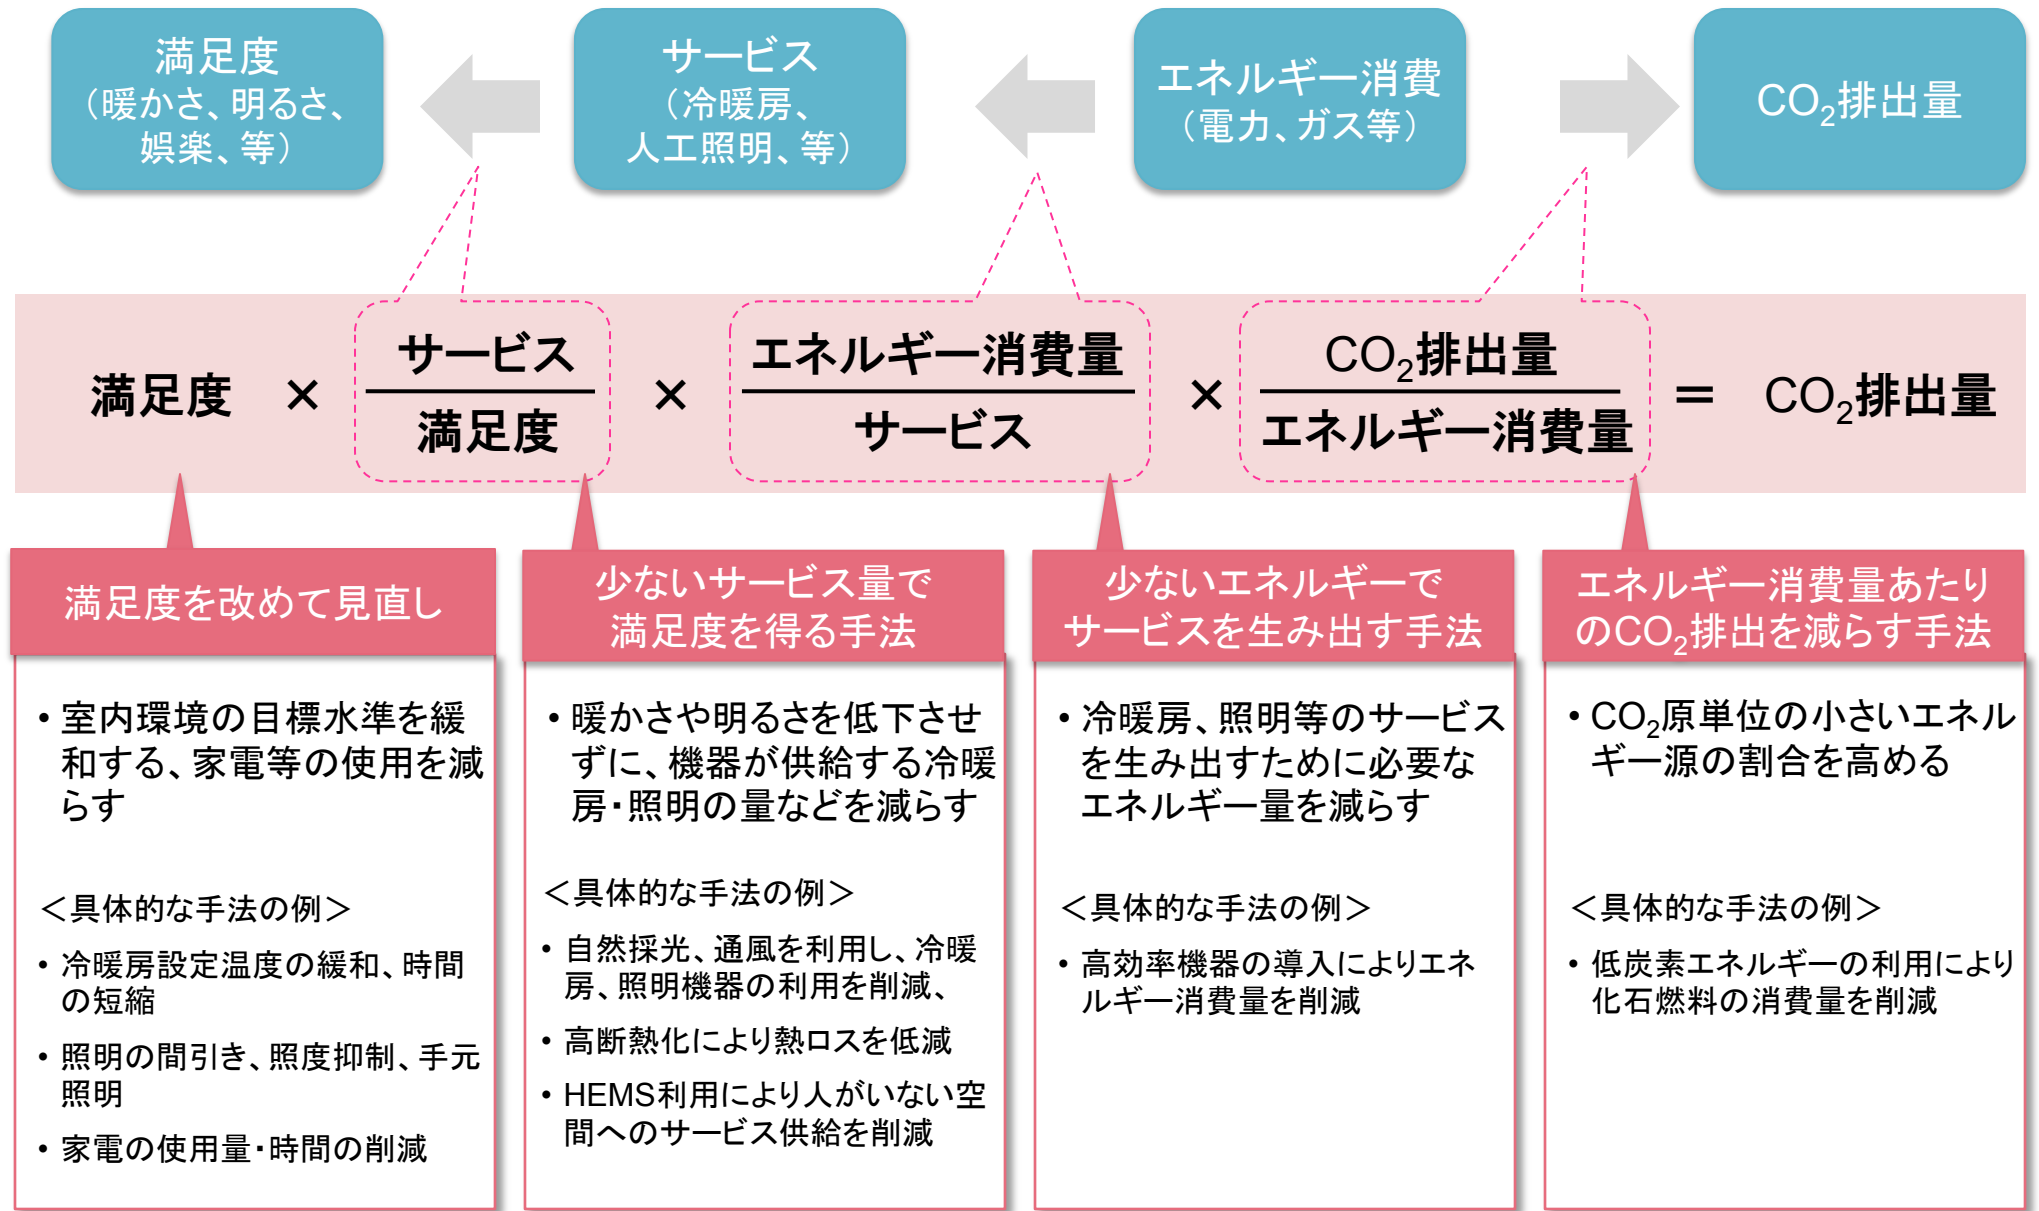 満足度
（暖かさ、明るさ、
娯楽、等）
サービス
（冷暖房、
人工照明、等）
エネルギー消費
（電力、ガス等）
CO₂排出量
満足度 × サービス/満足度 × エネルギー消費量/サービス × CO₂排出量/エネルギー消費量 ＝ CO₂排出量
満足度を改めて見直し
• 室内環境の目標水準を緩
和する、家電等の使用を減
らす
＜具体的な手法の例＞
• 冷暖房設定温度の緩和、時間
の短縮
• 照明の間引き、照度抑制、手元
照明
• 家電の使用量・時間の削減
少ないサービス量で
満足度を得る手法
• 暖かさや明るさを低下させ
ずに、機器が供給する冷暖
房・照明の量などを減らす
＜具体的な手法の例＞
• 自然採光、通風を利用し、冷暖
房、照明機器の利用を削減、
• 高断熱化により熱ロスを低減
• HEMS利用により人がいない空
間へのサービス供給を削減
少ないエネルギーで
サービスを生み出す手法
• 冷暖房、照明等のサービス
を生み出すために必要な
エネルギー量を減らす
＜具体的な手法の例＞
• 高効率機器の導入によりエネ
ルギー消費量を削減
エネルギー消費量あたり
のCO₂排出を減らす手法
• CO₂原単位の小さいエネル
ギー源の割合を高める
＜具体的な手法の例＞
• 低炭素エネルギーの利用により
化石燃料の消費量を削減